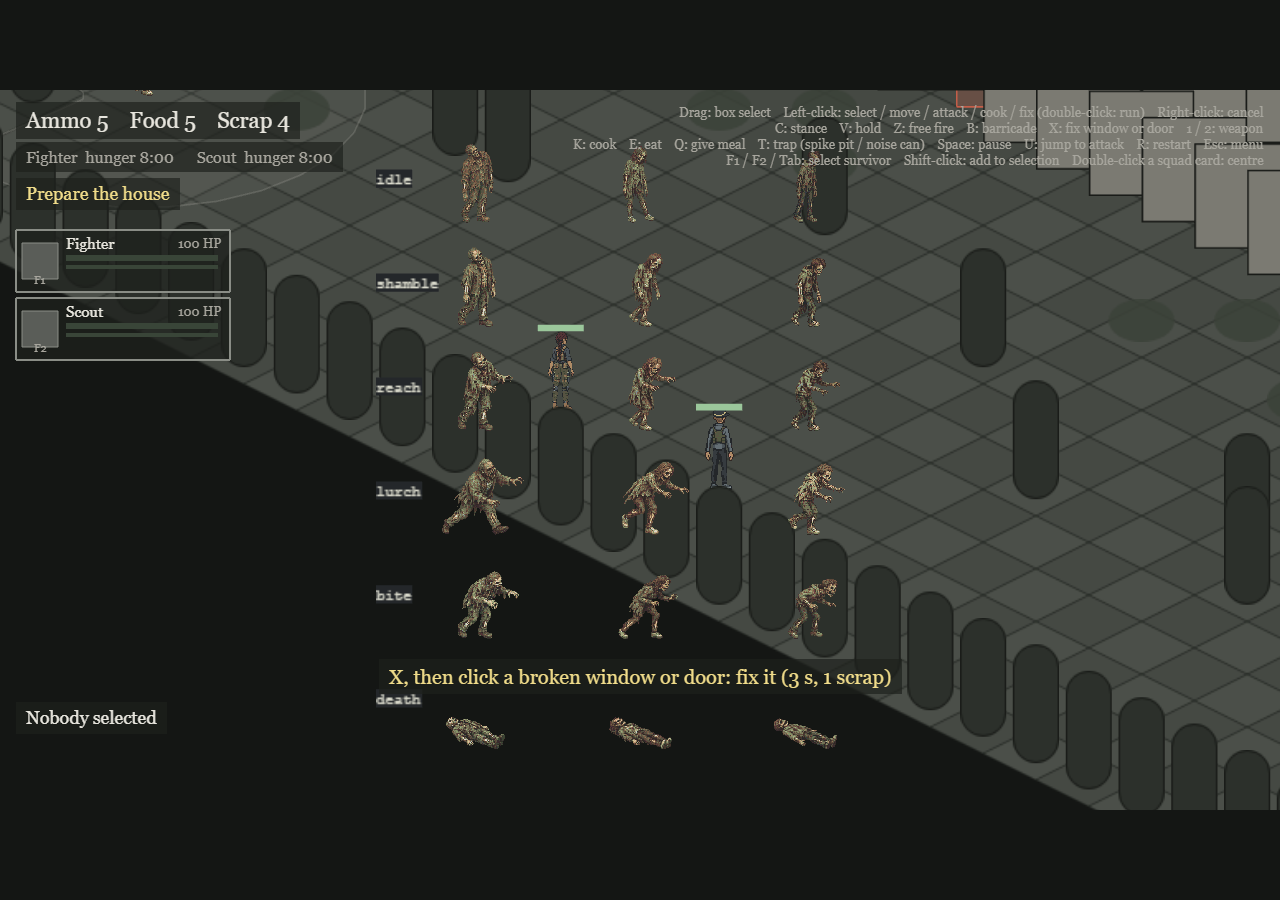 Ammo 5 Food 5 Scrap 4
Drag: box select Left-click: select / move / attack / cook / fix (double-click: run) Right-click: cancel
C: stance V: hold Z: free fire B: barricade X: fix window or door 1 / 2: weapon
K: cook E: eat Q: give meal T: trap (spike pit / noise can) Space: pause U: jump to attack R: restart Esc: menu
F1 / F2 / Tab: select survivor Shift-click: add to selection Double-click a squad card: centre
Fighter hunger 8:00 Scout hunger 8:00
Prepare the house
Fighter 100 HP
F1
Scout 100 HP
F2
idle
shamble
reach
lurch
bite
X, then click a broken window or door: fix it (3 s, 1 scrap)
death
Nobody selected